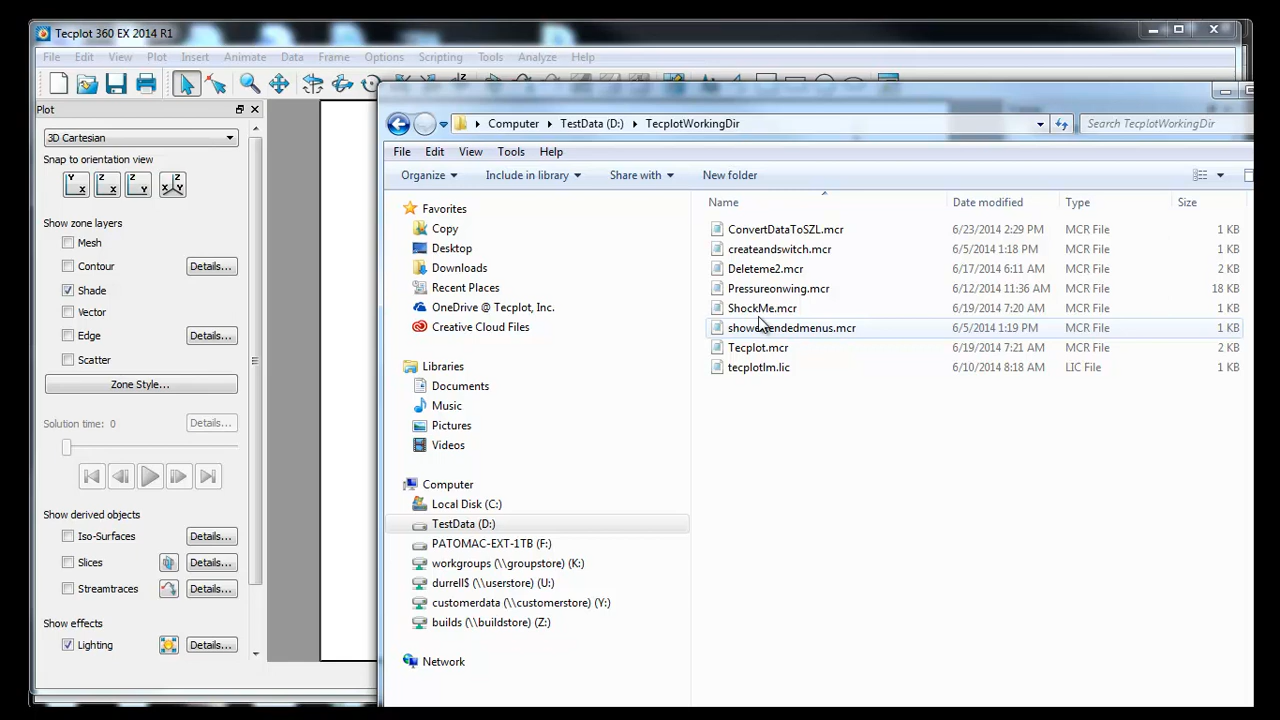 Tecplot 360 EX 2014 R1
File Edit View Plot Insert Animate Data Frame Options Scripting Tools Analyze Help
Plot
3D Cartesian
Snap to orientation view
Y X Z X Z Y
Show zone layers
Mesh
Contour Details...
Shade
Vector
Edge Details...
Scatter
Zone Style...
Solution time: 0 Details...
Show derived objects
Iso-Surfaces Details...
Slices Details...
Streamtraces Details...
Show effects
Lighting Details...
Computer TestData (D:) TecplotWorkingDir Search TecplotWorkingDir
File Edit View Tools Help
Organize Include in library Share with New folder
Favorites
Copy
Desktop
Downloads
Recent Places
OneDrive @ Tecplot, Inc.
Creative Cloud Files
Libraries
Documents
Music
Pictures
Videos
Computer
Local Disk (C:)
TestData (D:)
PATOMAC-EXT-1TB (F:)
workgroups (\\groupstore) (K:)
durrell$ (\\userstore) (U:)
customerdata (\\customerstore) (Y:)
builds (\\buildstore) (Z:)
Network
Name Date modified Type Size
ConvertDataToSZL.mcr 6/23/2014 2:29 PM MCR File 1 KB
createandswitch.mcr 6/5/2014 1:18 PM MCR File 1 KB
Deleteme2.mcr 6/17/2014 6:11 AM MCR File 2 KB
Pressureonwing.mcr 6/12/2014 11:36 AM MCR File 18 KB
ShockMe.mcr 6/19/2014 7:20 AM MCR File 1 KB
6/5/2014 1:19 PM MCR File 1 KB
Tecplot.mcr 6/19/2014 7:21 AM MCR File 2 KB
tecplotlm.lic 6/10/2014 8:18 AM LIC File 1 KB